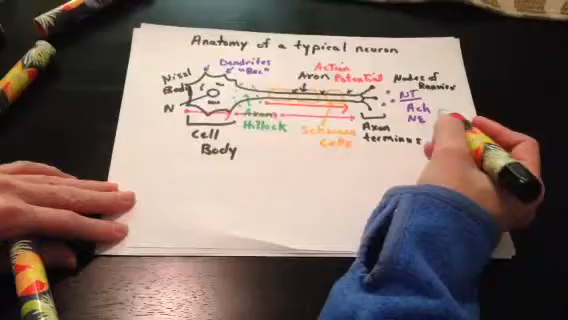 Anatomy of a typical neuron
Dendrites
"Rec"
Action
Potential
Axon
Nodes of
Ranvier
Nissl
Body
N
NT
Ach
NE
Axon
Hillock
Schwann
Cells
Axon
terminus
Cell
Body